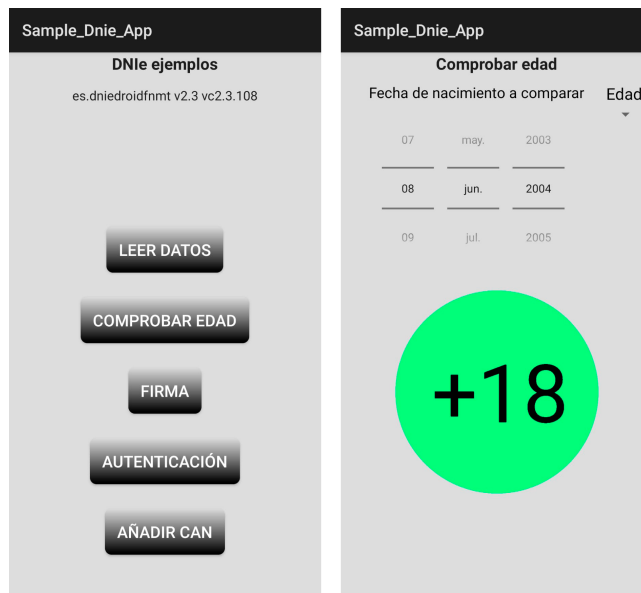 Sample_Dnie_App
DNIe ejemplos
es.dniedroidfnmt v2.3 vc2.3.108
LEER DATOS
COMPROBAR EDAD
FIRMA
AUTENTICACIÓN
AÑADIR CAN
Sample_Dnie_App
Comprobar edad
Fecha de nacimiento a comparar Edad
07 may. 2003
08 jun. 2004
09 jul. 2005
+18